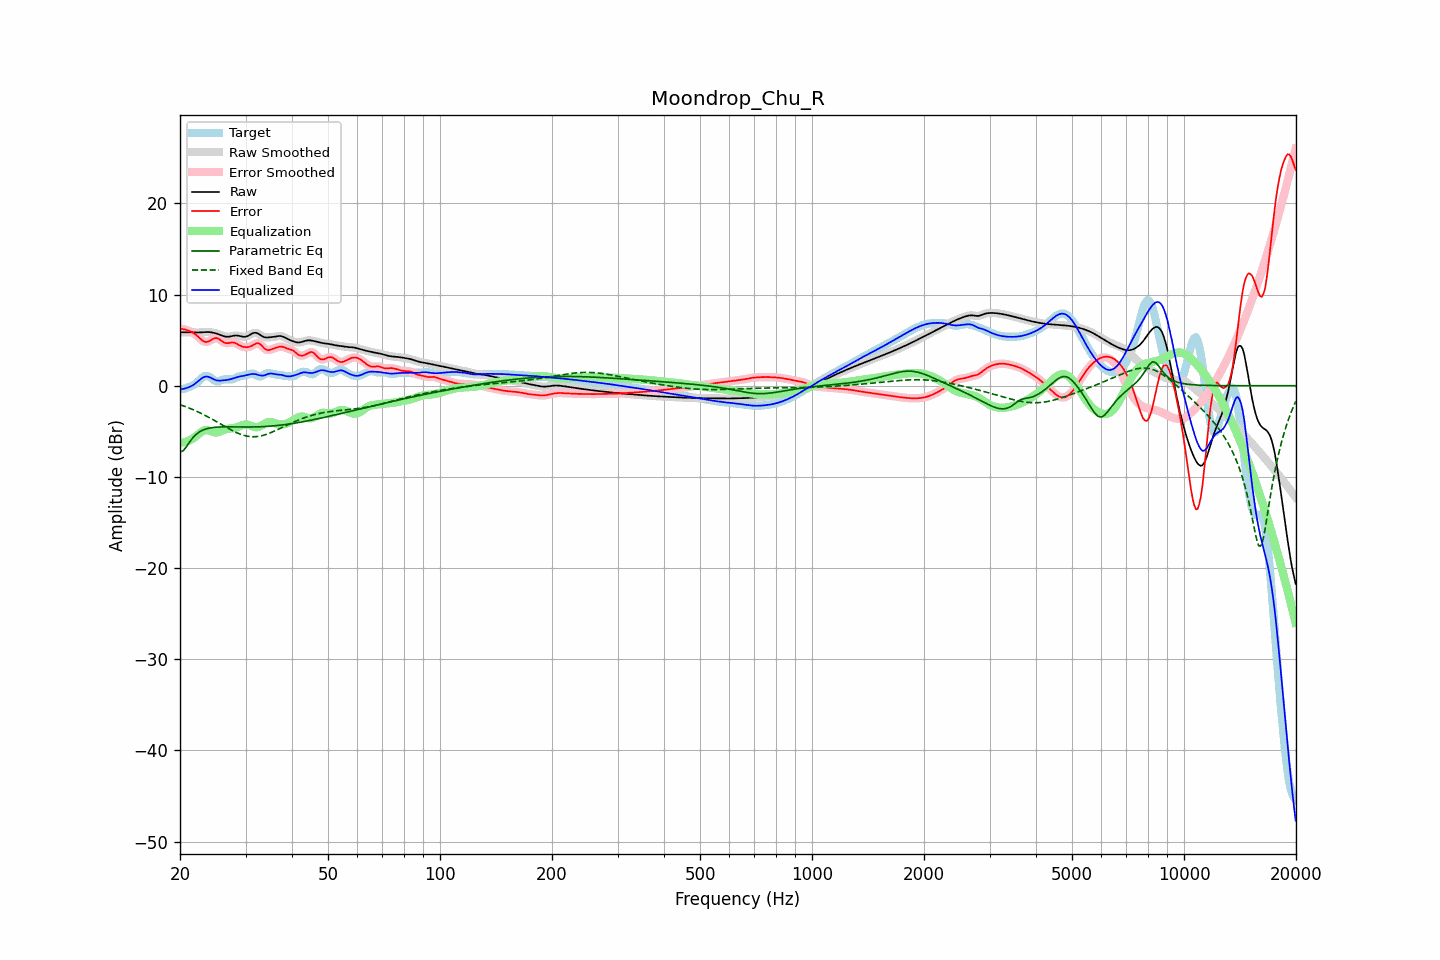 Moondrop_Chu_R
Target
Raw Smoothed
Error Smoothed
Raw
Error
Equalization
Parametric Eq
Fixed Band Eq
Equalized
20
10
0
−10
−20
−30
−40
−50
Amplitude (dBr)
20 50 100 200 500 1000 2000 5000 10000 20000
Frequency (Hz)